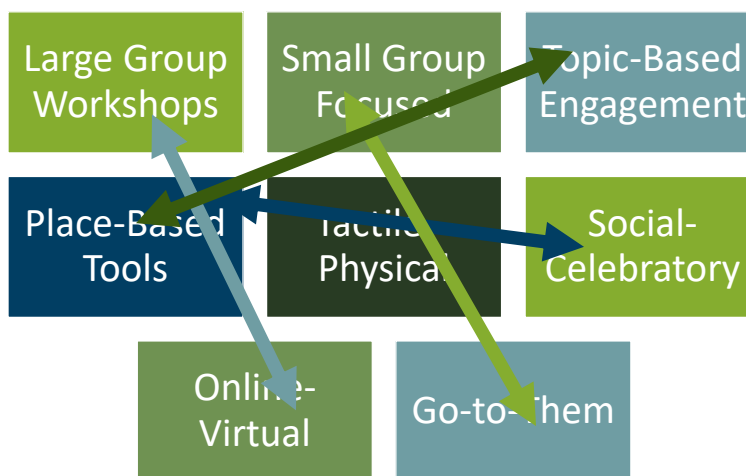 Large Group
Workshops
Small Group
Focused
Topic-Based
Engagement
Place-Based
Tools
Tactile-
Physical
Social-
Celebratory
Online-
Virtual
Go-to-Them